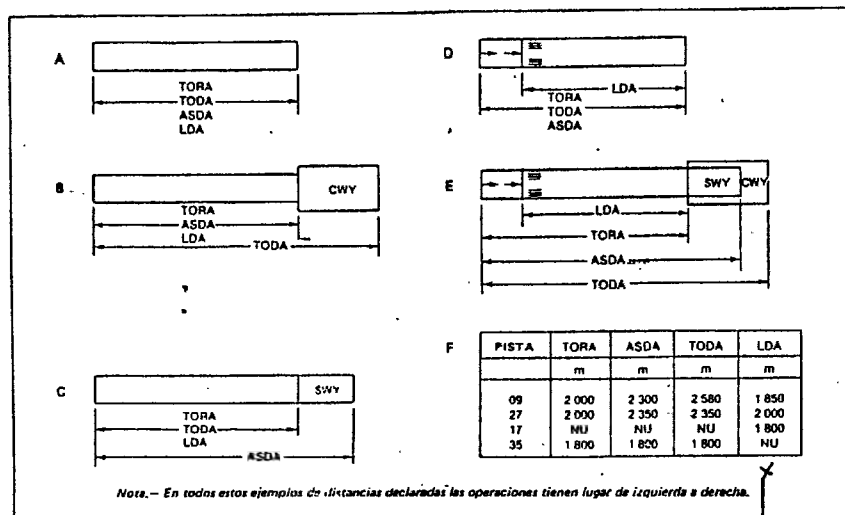 A
TORA
TODA
ASDA
LDA
B
CWY
TORA
ASDA
LDA
TODA
C
SWY
TORA
TODA
LDA
ASDA
D
LDA
TORA
TODA
ASDA
E
SWY CWY
LDA
TORA
ASDA
TODA
F
PISTA TORA ASDA TODA LDA
m m m m
09 2 000 2 300 2 580 1 850
27 2 000 2 350 2 350 2 000
17 NU NU NU 1 800
35 1 800 1 800 1 800 NU
Nota.— En todos estos ejemplos de distancias declaradas las operaciones tienen lugar de izquierda a derecha.